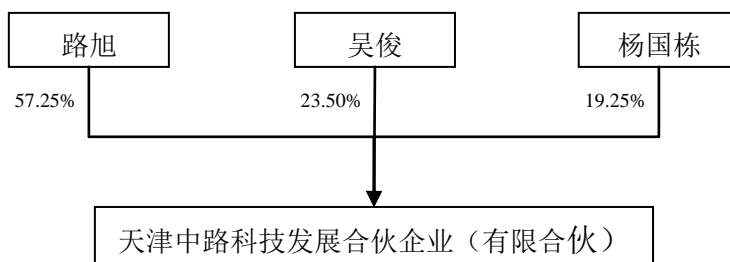 路旭 吴俊 杨国栋
57.25% 23.50% 19.25%
天津中路科技发展合伙企业（有限合伙）